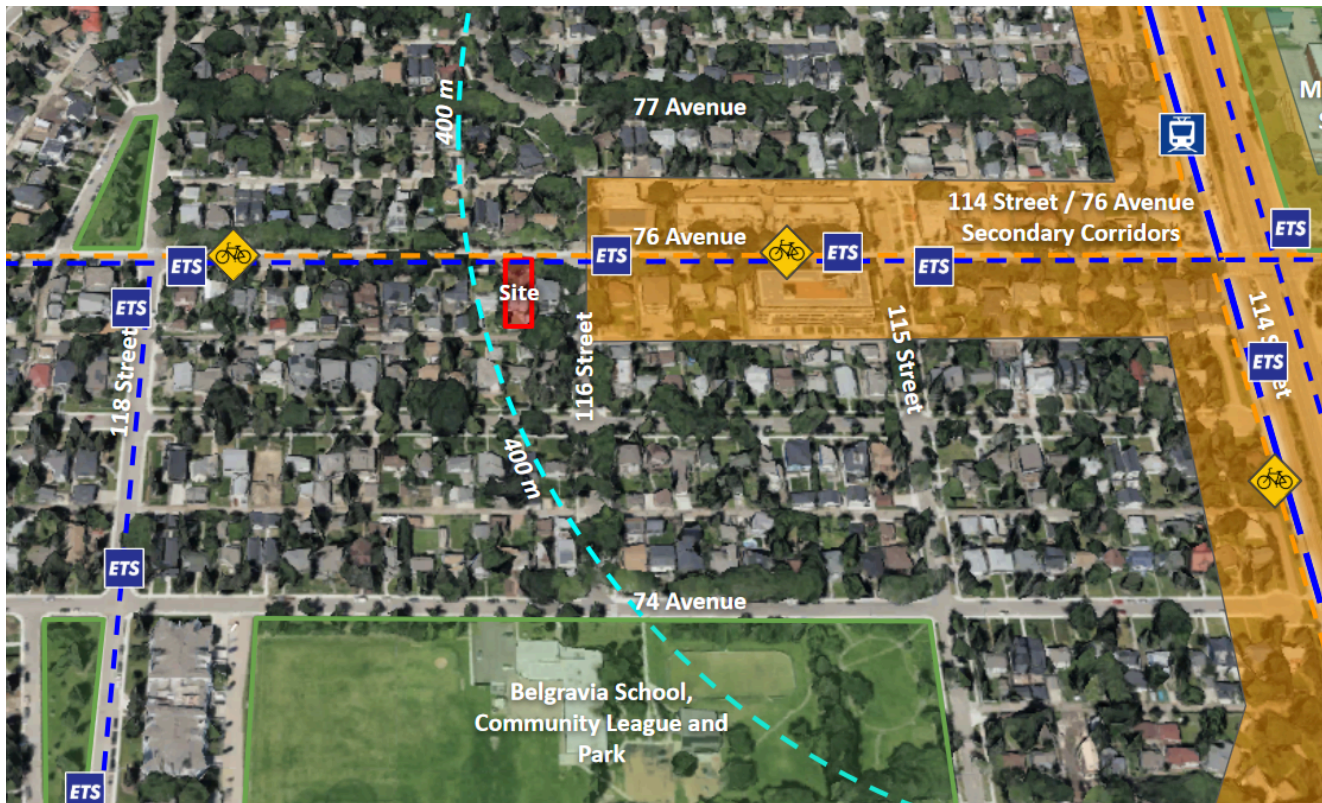 M
400 m
77 Avenue
114 Street / 76 Avenue
Secondary Corridors
76 Avenue
ETS
ETS
ETS
ETS
ETS
Site
ETS
118 Street
116 Street
115 Street
114 S
ETS
400 m
ETS
74 Avenue
Belgravia School,
Community League and
Park
ETS